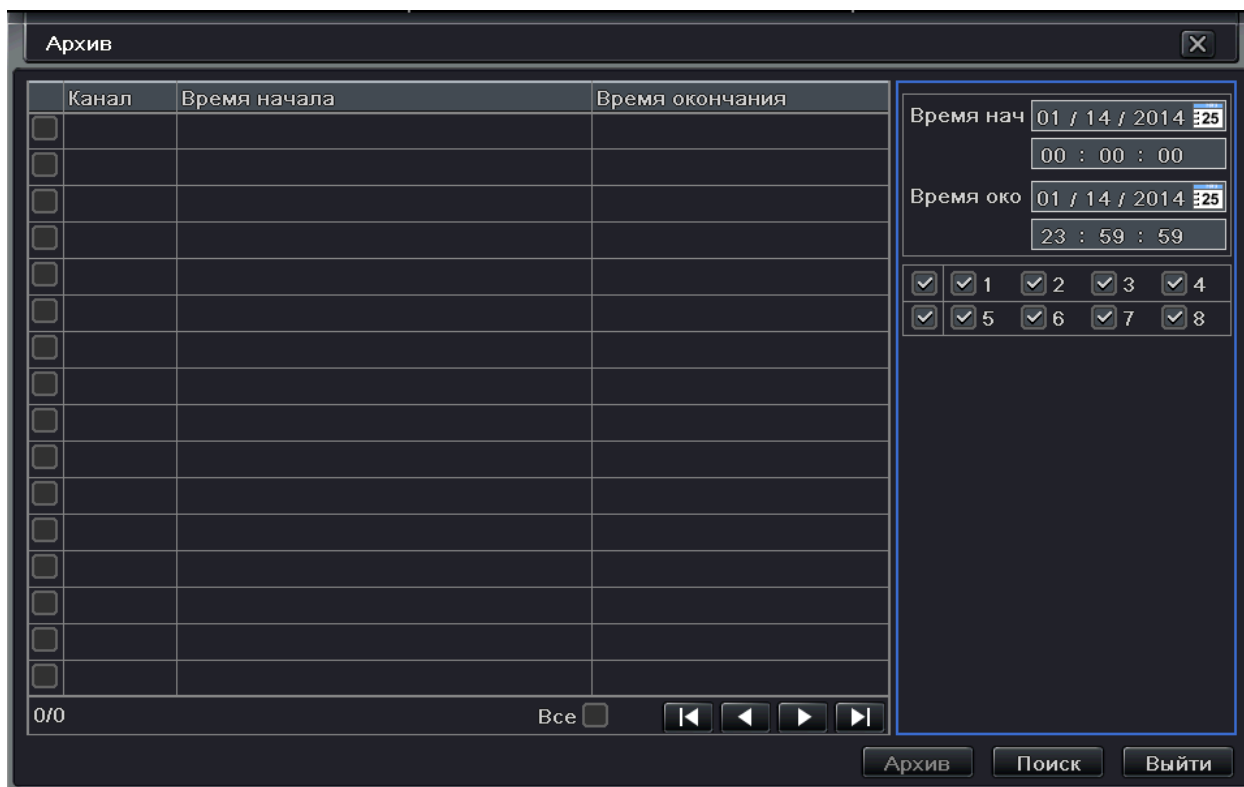 Архив
Канал Время начала Время окончания
Время нач 01 / 14 / 2014 25
00 : 00 : 00
Время око 01 / 14 / 2014 25
23 : 59 : 59
1 2 3 4
5 6 7 8
0/0 Все
Архив Поиск Выйти